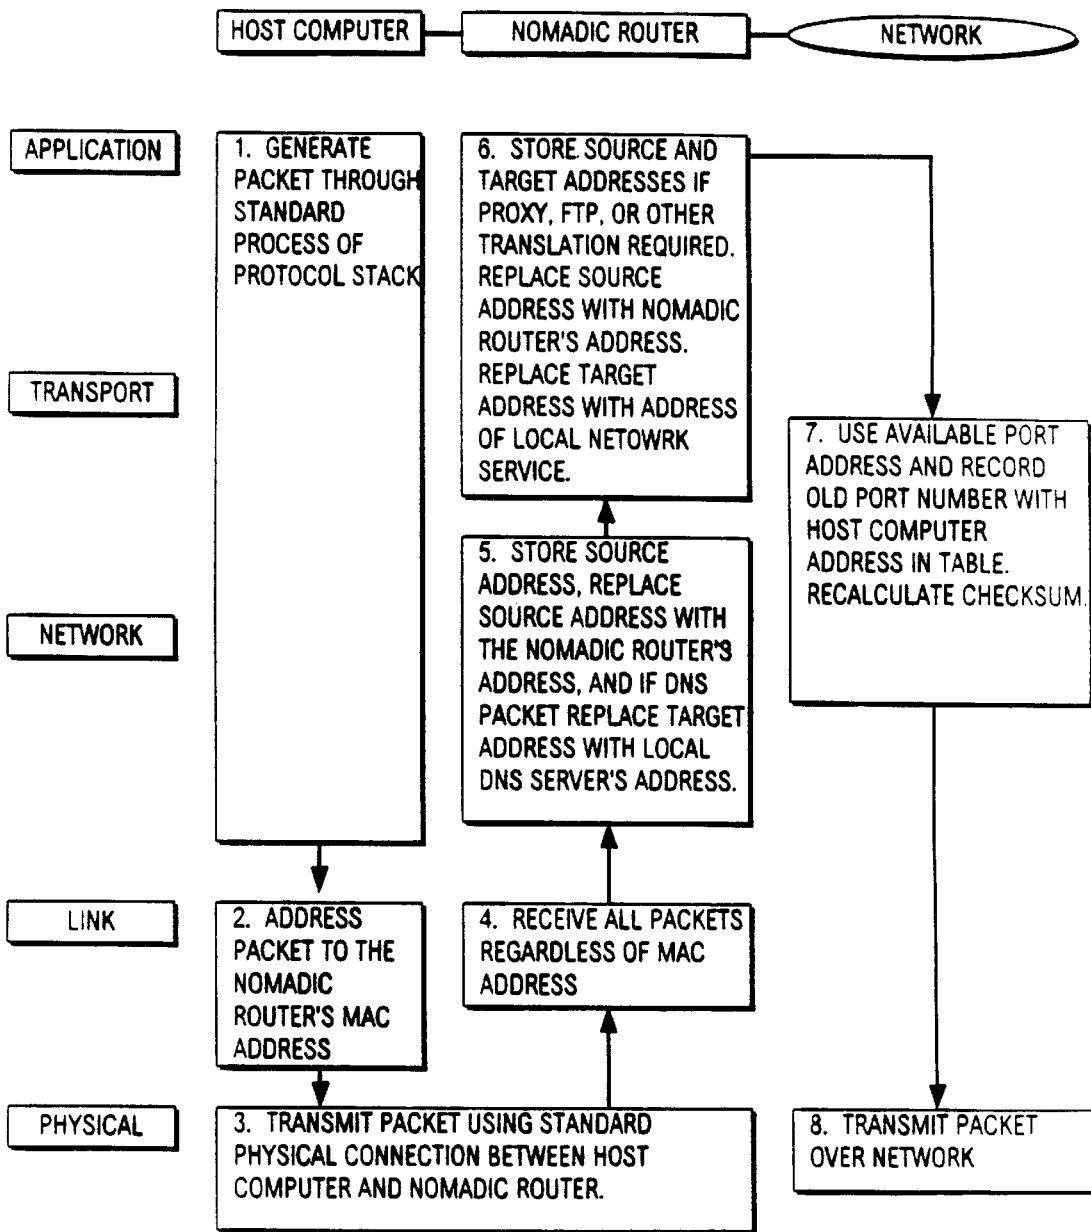 HOST COMPUTER
NOMADIC ROUTER
NETWORK
APPLICATION
1. GENERATE
PACKET THROUGH
STANDARD
PROCESS OF
PROTOCOL STACK
6. STORE SOURCE AND
TARGET ADDRESSES IF
PROXY, FTP, OR OTHER
TRANSLATION REQUIRED.
REPLACE SOURCE
ADDRESS WITH NOMADIC
ROUTER'S ADDRESS.
REPLACE TARGET
ADDRESS WITH ADDRESS
OF LOCAL NETOWRK
SERVICE.
TRANSPORT
7. USE AVAILABLE PORT
ADDRESS AND RECORD
OLD PORT NUMBER WITH
HOST COMPUTER
ADDRESS IN TABLE.
RECALCULATE CHECKSUM.
NETWORK
5. STORE SOURCE
ADDRESS, REPLACE
SOURCE ADDRESS WITH
THE NOMADIC ROUTER'S
ADDRESS, AND IF DNS
PACKET REPLACE TARGET
ADDRESS WITH LOCAL
DNS SERVER'S ADDRESS.
LINK
2. ADDRESS
PACKET TO THE
NOMADIC
ROUTER'S MAC
ADDRESS
4. RECEIVE ALL PACKETS
REGARDLESS OF MAC
ADDRESS
PHYSICAL
3. TRANSMIT PACKET USING STANDARD
PHYSICAL CONNECTION BETWEEN HOST
COMPUTER AND NOMADIC ROUTER.
8. TRANSMIT PACKET
OVER NETWORK